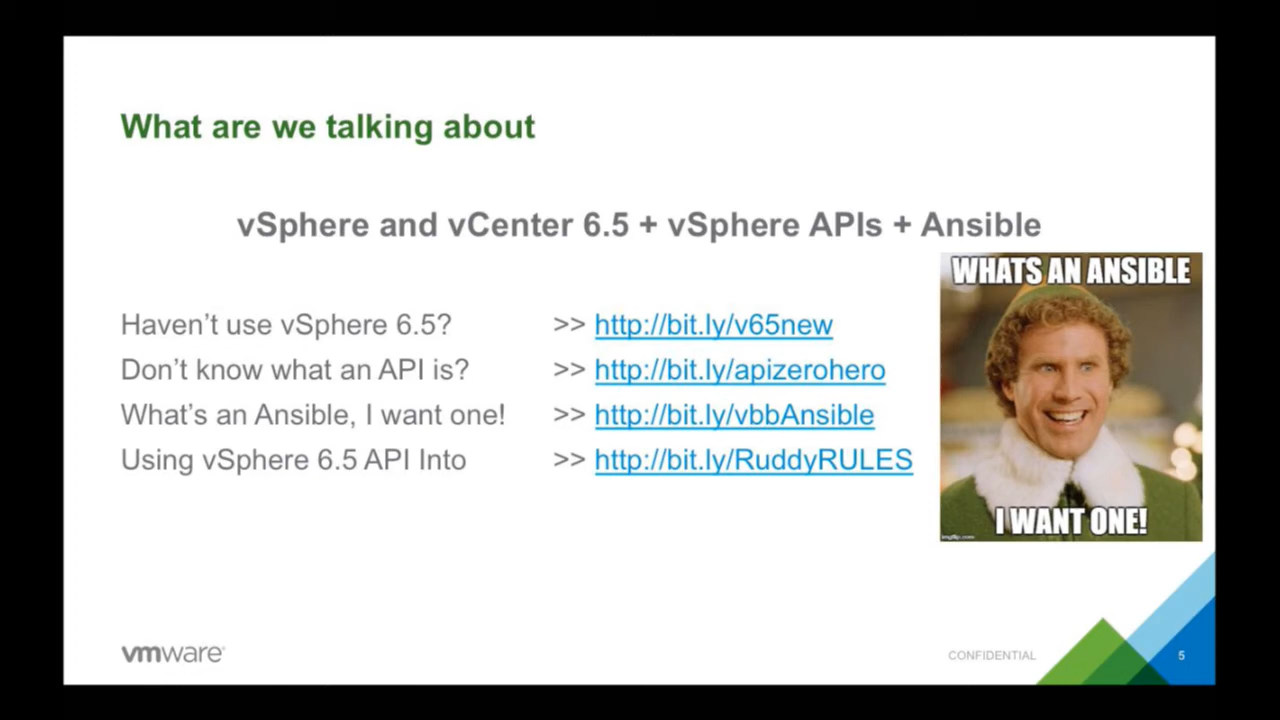 What are we talking about
vSphere and vCenter 6.5 + vSphere APIs + Ansible
Haven’t use vSphere 6.5? >> http://bit.ly/v65new
Don’t know what an API is? >> http://bit.ly/apizerohero
What’s an Ansible, I want one! >> http://bit.ly/vbbAnsible
Using vSphere 6.5 API Into >> http://bit.ly/RuddyRULES
WHATS AN ANSIBLE
I WANT ONE!
imgflip.com
vmware
CONFIDENTIAL
5